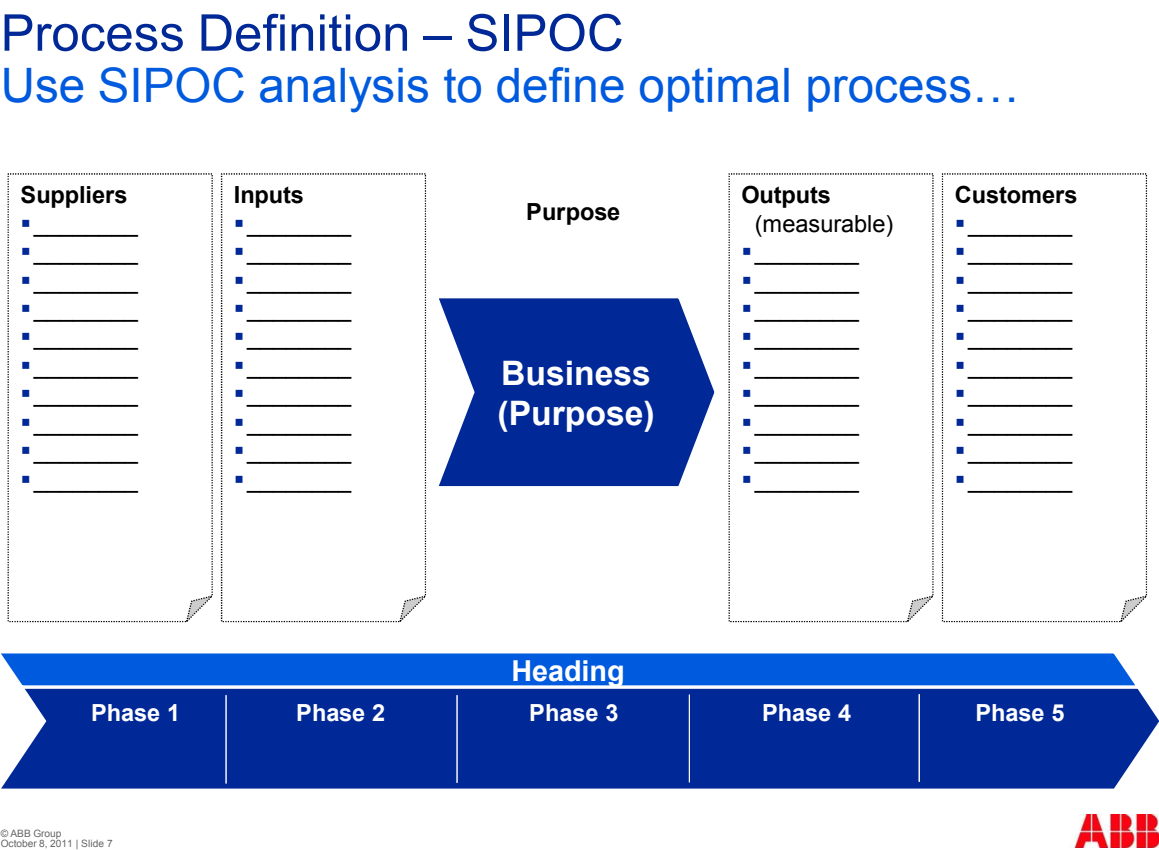 Process Definition – SIPOC
Use SIPOC analysis to define optimal process…
Suppliers
Inputs
Purpose
Business
(Purpose)
Outputs
(measurable)
Customers
Heading
Phase 1
Phase 2
Phase 3
Phase 4
Phase 5
© ABB Group
October 8, 2011 | Slide 7
ABB